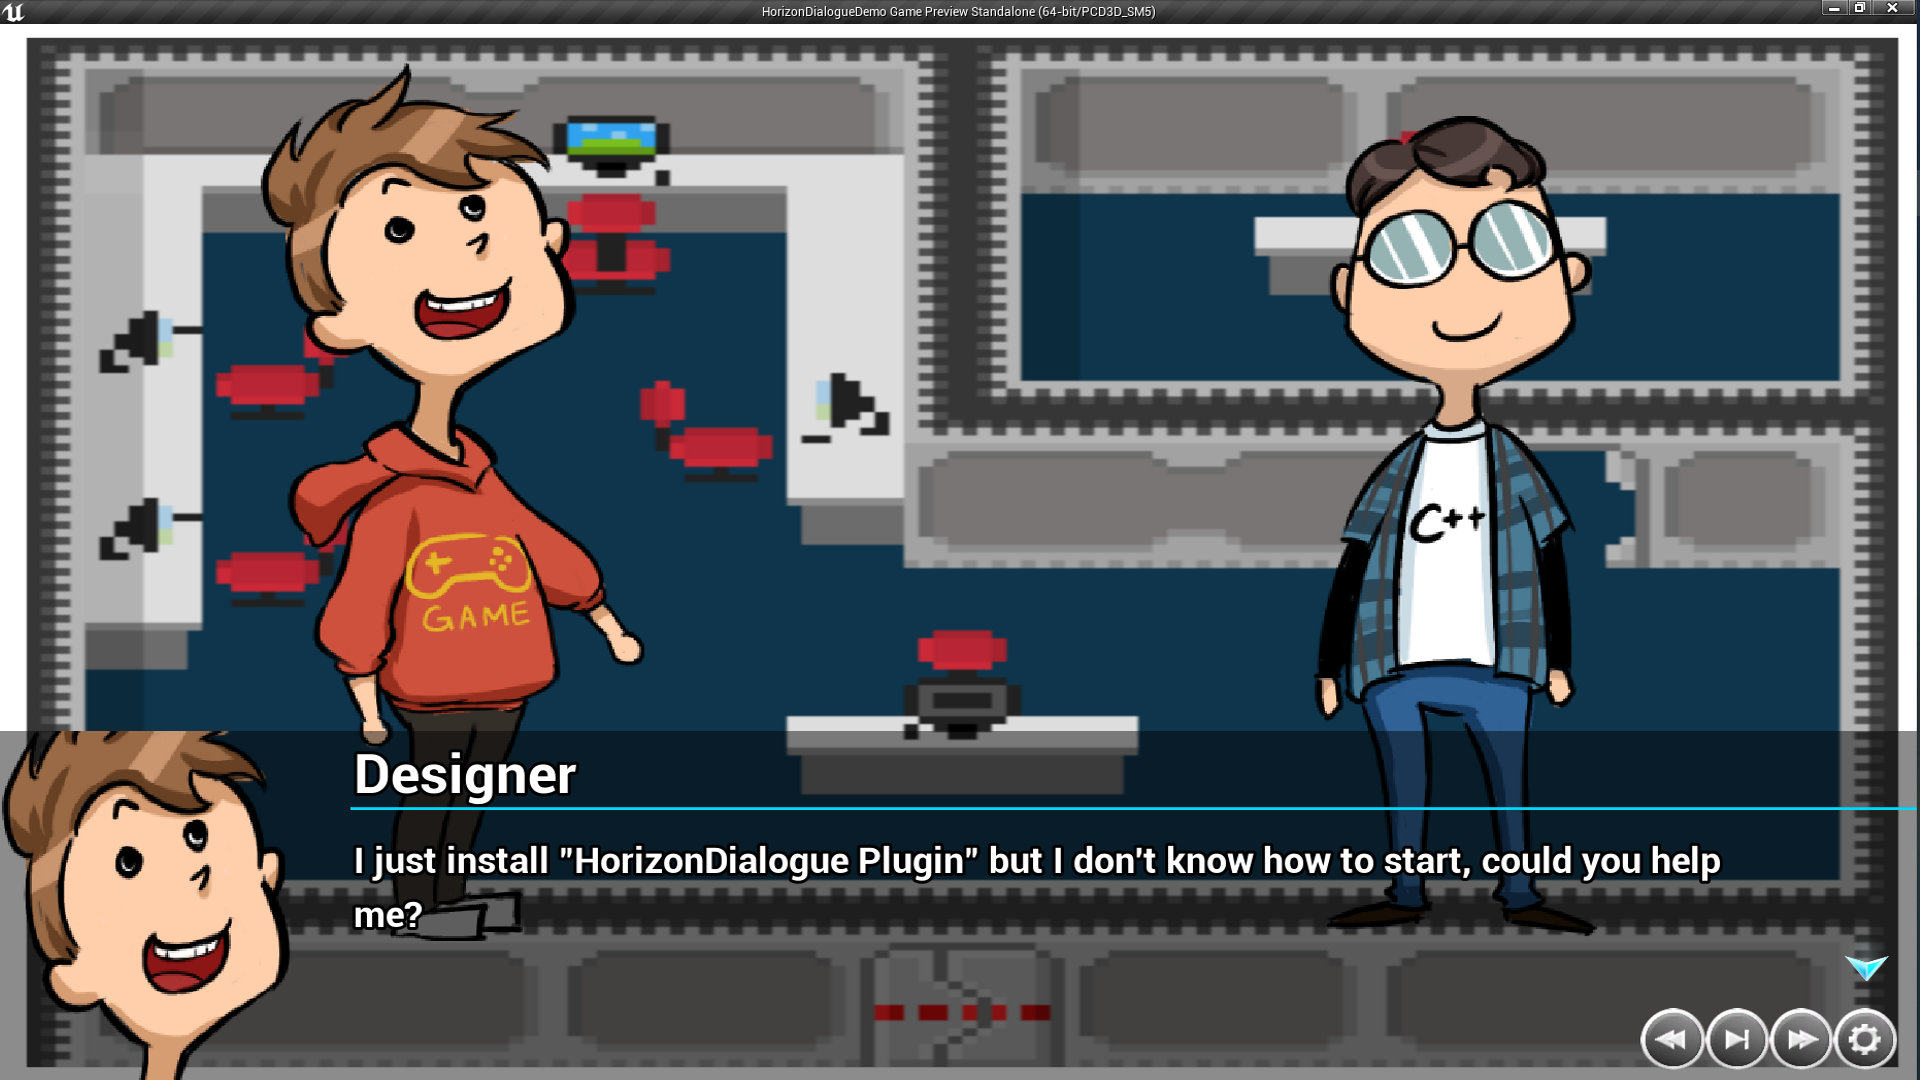 HorizonDialogueDemo Game Preview Standalone (64-bit/PCD3D_SM5)
C++
GAME
Designer
I just install "HorizonDialogue Plugin" but I don't know how to start, could you help
me?